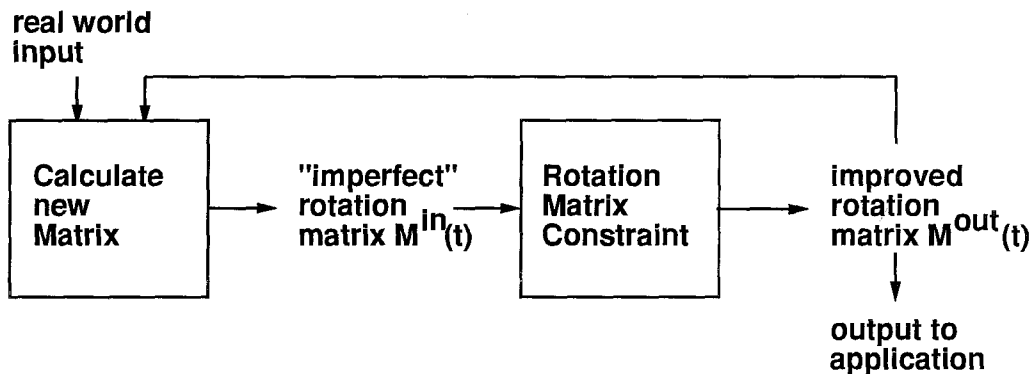 real world
input
Calculate
new
Matrix
"imperfect"
rotation
matrix M^in(t)
Rotation
Matrix
Constraint
improved
rotation
matrix M^out(t)
output to
application